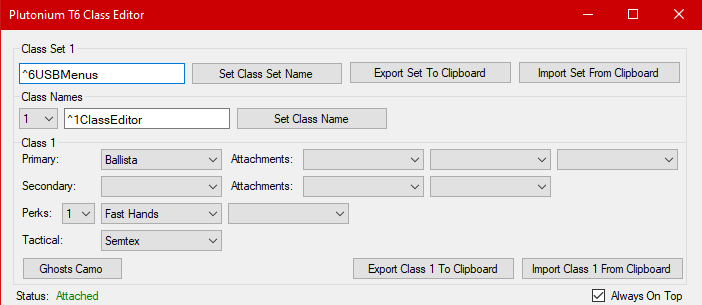 Plutonium T6 Class Editor
Class Set 1
^6USBMenus Set Class Set Name Export Set To Clipboard Import Set From Clipboard
Class Names
1 ^1ClassEditor Set Class Name
Class 1
Primary: Ballista Attachments:
Secondary: Attachments:
Perks: 1 Fast Hands
Tactical: Semtex
Ghosts Camo Export Class 1 To Clipboard Import Class 1 From Clipboard
Status: Attached Always On Top